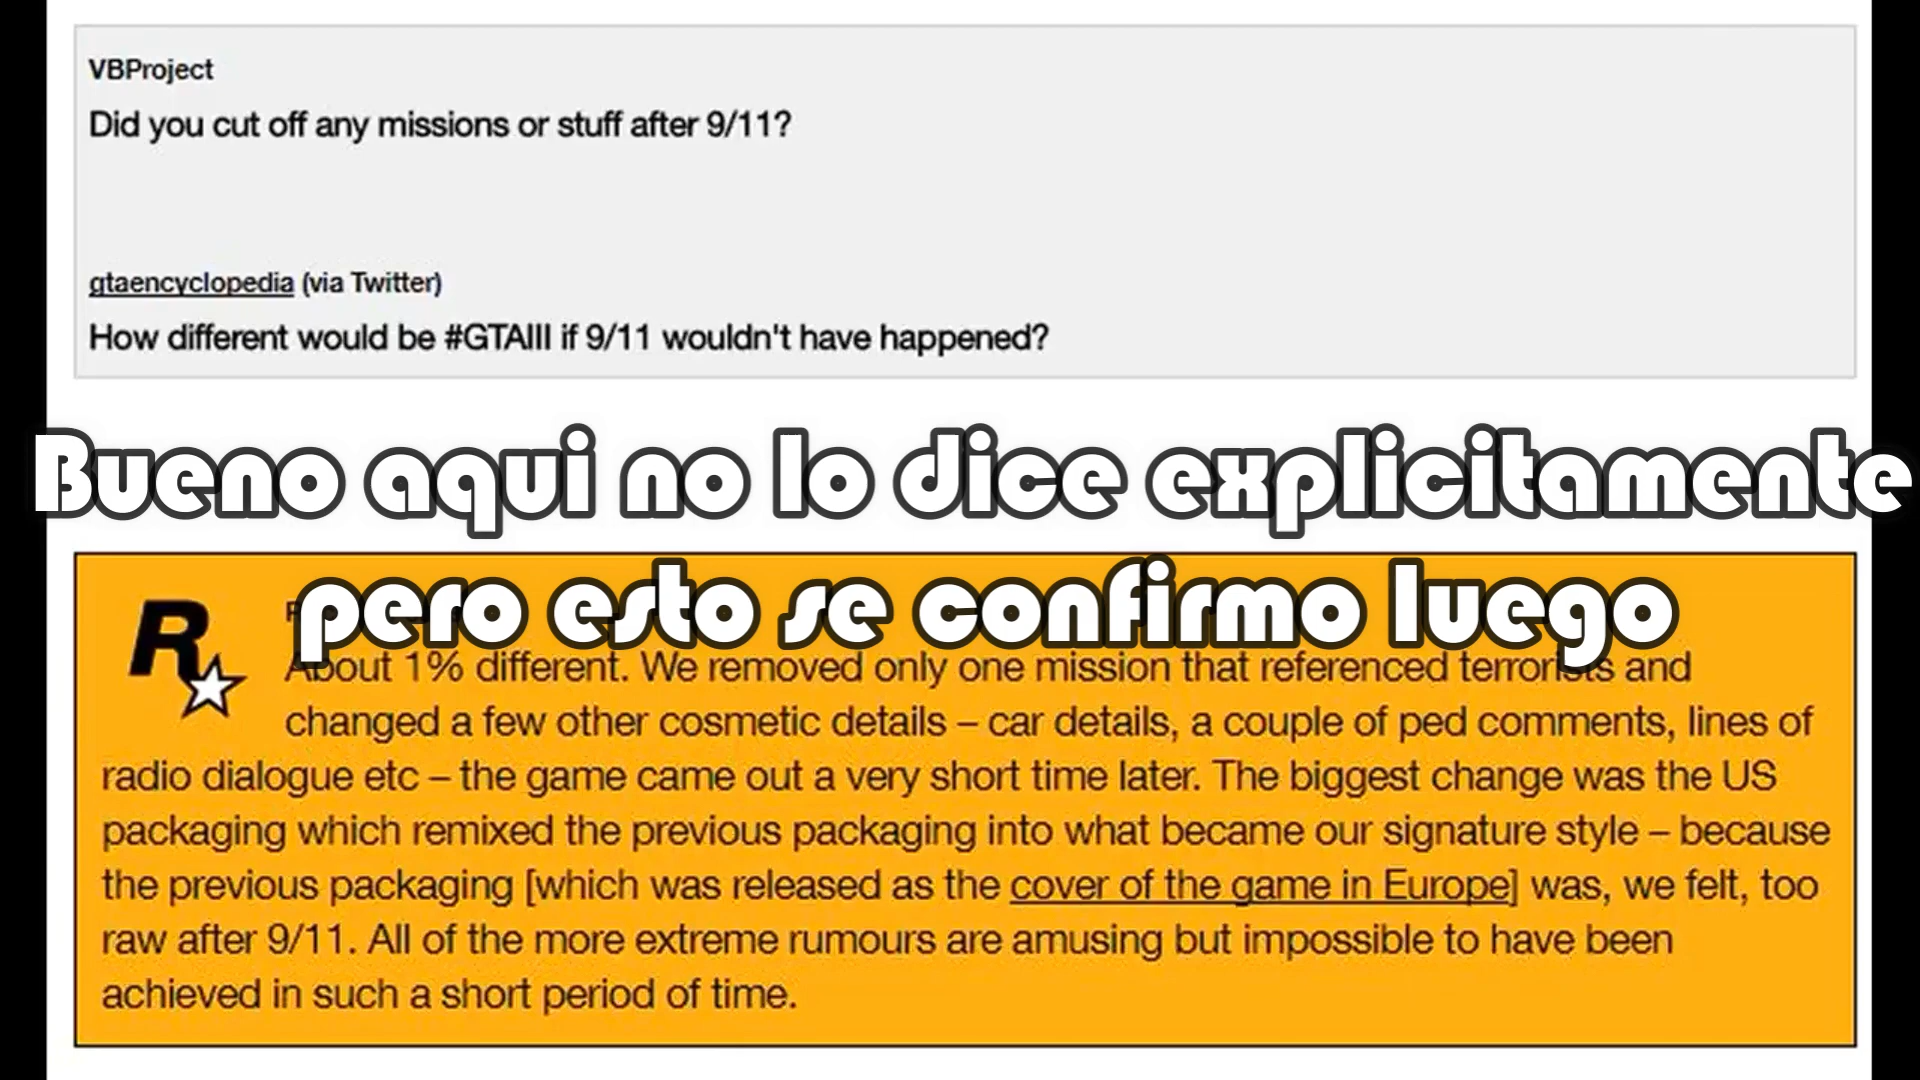 VBProject
Did you cut off any missions or stuff after 9/11?
gtaencyclopedia (via Twitter)
How different would be #GTAIII if 9/11 wouldn't have happened?
Bueno aqui no lo dice explicitamente
pero esto se confirmo luego
R
About 1% different. We removed only one mission that referenced terrorists and
changed a few other cosmetic details – car details, a couple of ped comments, lines of
radio dialogue etc – the game came out a very short time later. The biggest change was the US
packaging which remixed the previous packaging into what became our signature style – because
the previous packaging [which was released as the cover of the game in Europe] was, we felt, too
raw after 9/11. All of the more extreme rumours are amusing but impossible to have been
achieved in such a short period of time.